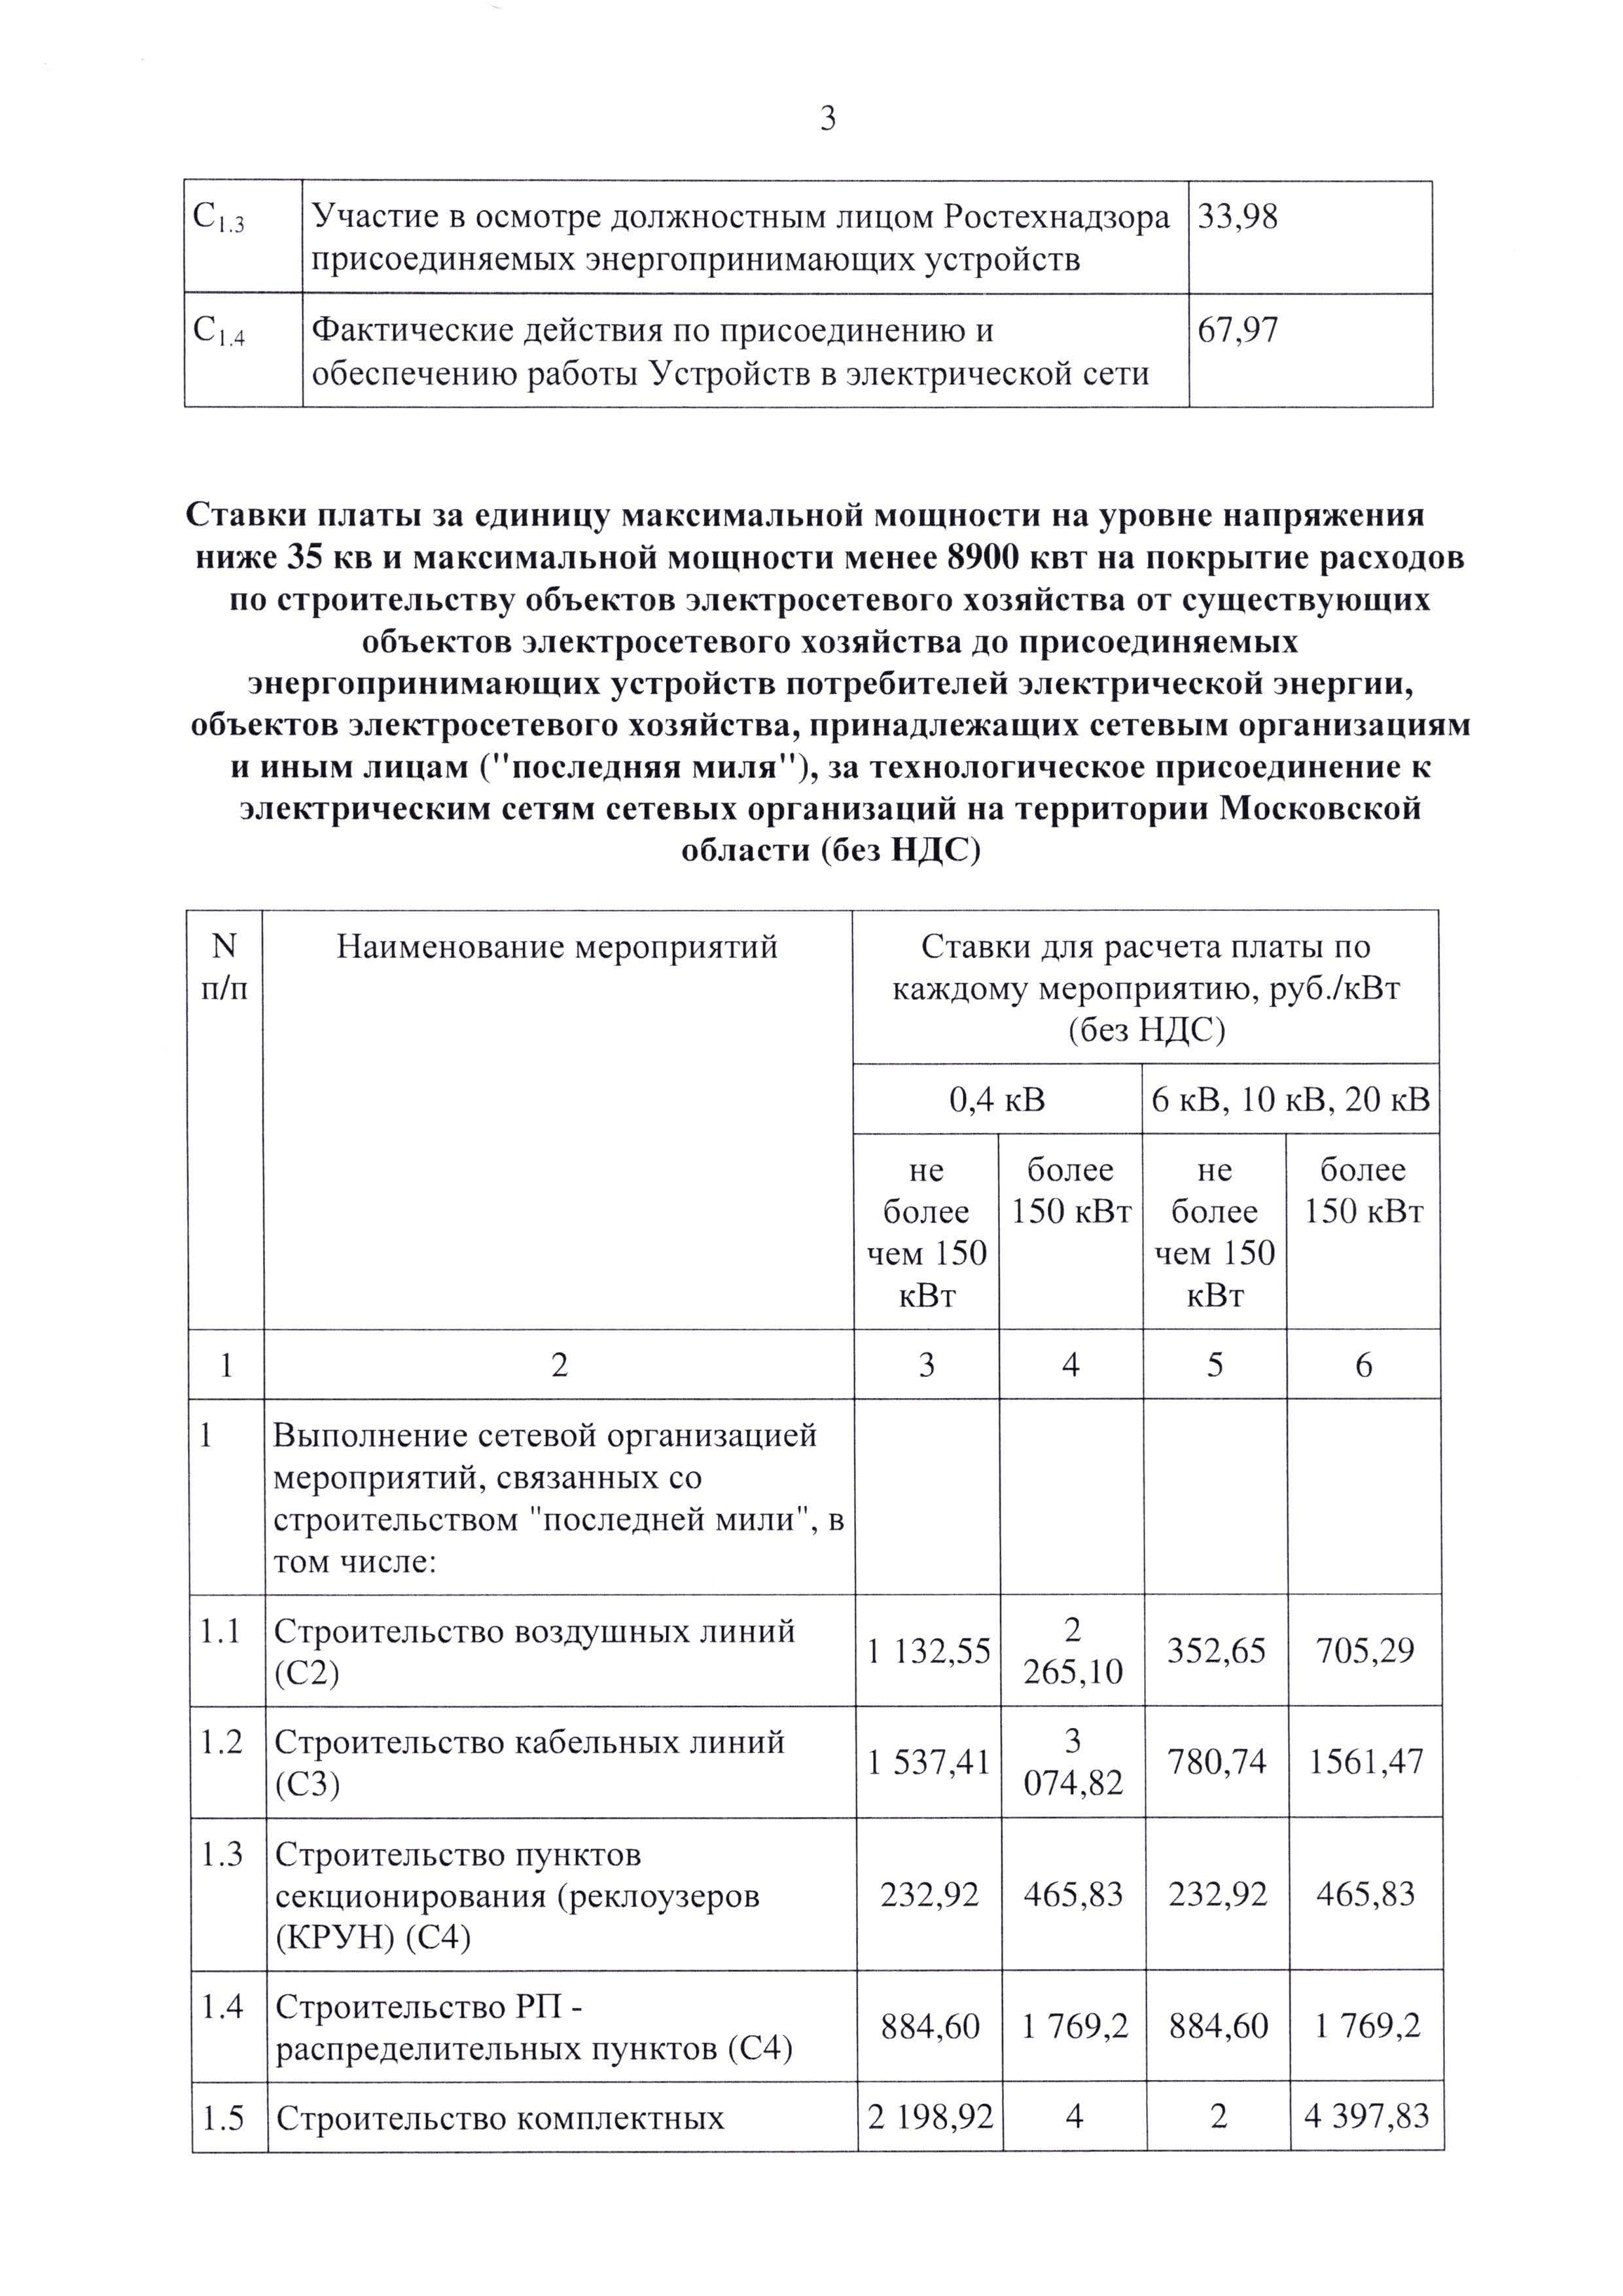 3
C1.3 Участие в осмотре должностным лицом Ростехнадзора 33,98
присоединяемых энергопринимающих устройств
C1.4 Фактические действия по присоединению и 67,97
обеспечению работы Устройств в электрической сети
Ставки платы за единицу максимальной мощности на уровне напряжения
ниже 35 кв и максимальной мощности менее 8900 квт на покрытие расходов
по строительству объектов электросетевого хозяйства от существующих
объектов электросетевого хозяйства до присоединяемых
энергопринимающих устройств потребителей электрической энергии,
объектов электросетевого хозяйства, принадлежащих сетевым организациям
и иным лицам ("последняя миля"), за технологическое присоединение к
электрическим сетям сетевых организаций на территории Московской
области (без НДС)
N
п/п
Наименование мероприятий
Ставки для расчета платы по
каждому мероприятию, руб./кВт
(без НДС)
0,4 кВ
6 кВ, 10 кВ, 20 кВ
не
более
чем 150
кВт
более
150 кВт
не
более
чем 150
кВт
более
150 кВт
1 2 3 4 5 6
1
Выполнение сетевой организацией
мероприятий, связанных со
строительством "последней мили", в
том числе:
1.1
Строительство воздушных линий
(С2)
1 132,55
2
265,10
352,65
705,29
1.2
Строительство кабельных линий
(С3)
1 537,41
3
074,82
780,74
1561,47
1.3
Строительство пунктов
секционирования (реклоузеров
(КРУН) (С4)
232,92
465,83
232,92
465,83
1.4
Строительство РП -
распределительных пунктов (С4)
884,60
1 769,2
884,60
1 769,2
1.5
Строительство комплектных
2 198,92
4
2
4 397,83